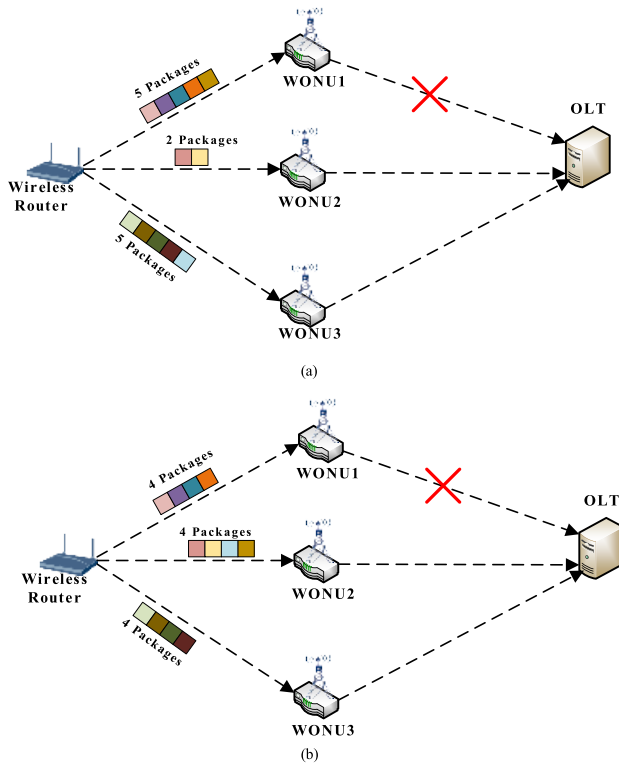 5 Packages
WONU1
OLT
2 Packages
Wireless
Router
WONU2
5 Packages
WONU3
(a)
4 Packages
WONU1
OLT
4 Packages
Wireless
Router
WONU2
4 Packages
WONU3
(b)